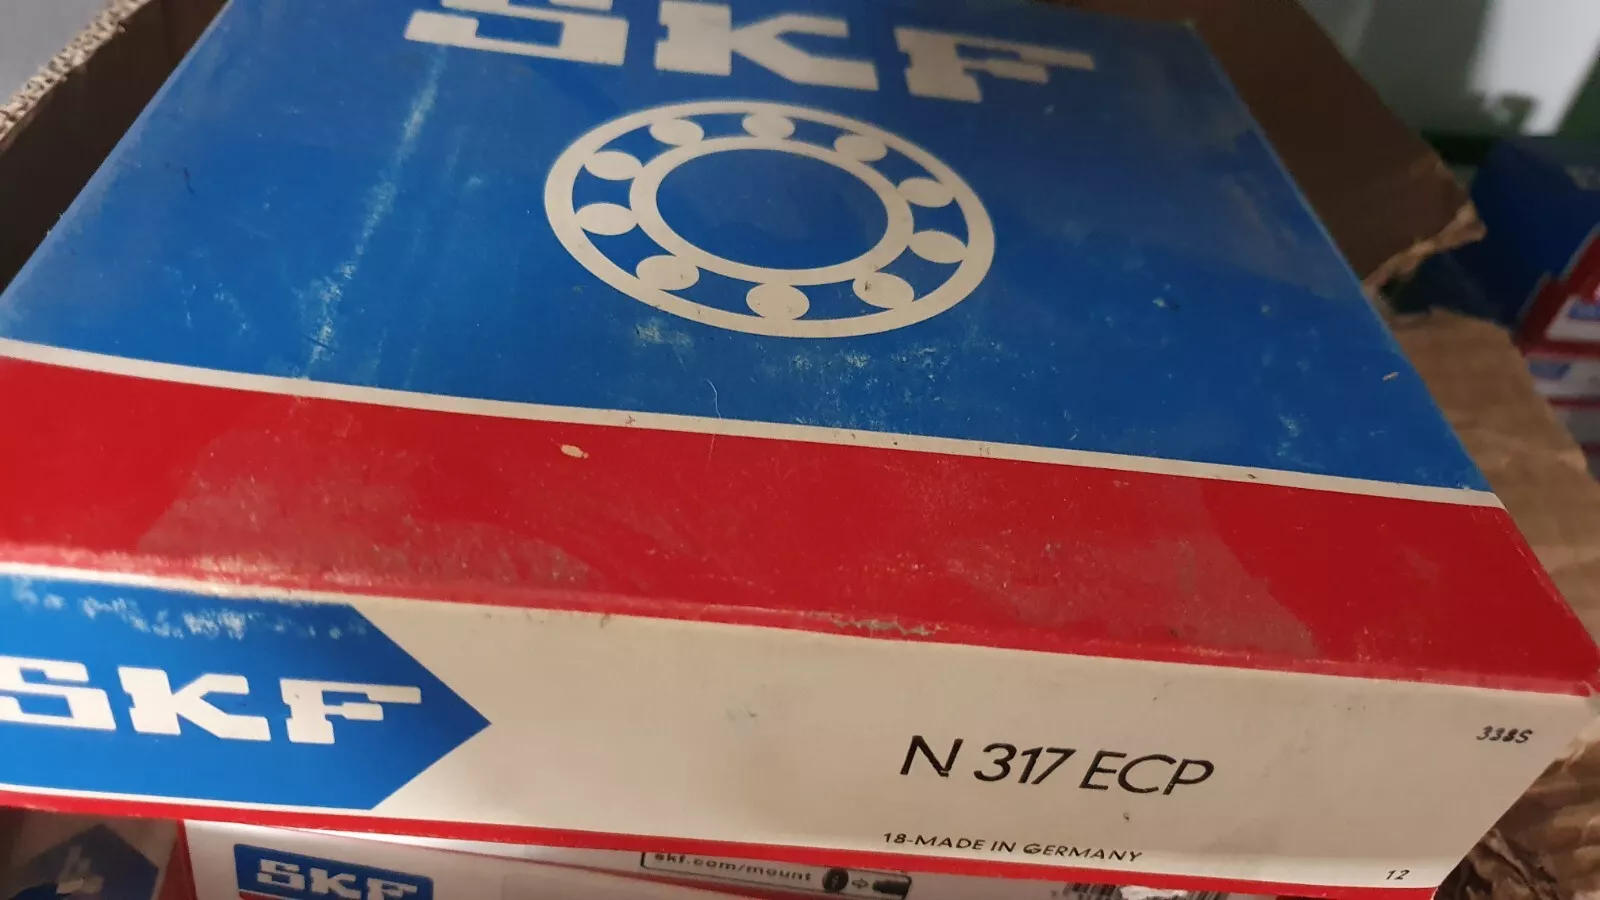 SKF
SKF
N 317 ECP
338S
18-MADE IN GERMANY
12
SKF
skf.com/mount